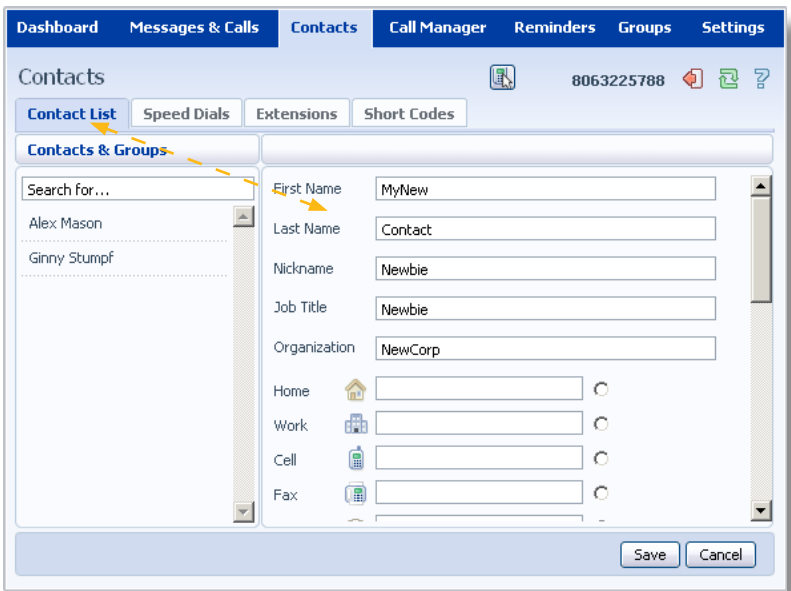 Dashboard Messages & Calls Contacts Call Manager Reminders Groups Settings
Contacts 8063225788
Contact List Speed Dials Extensions Short Codes
Contacts & Groups
Search for...
Alex Mason
Ginny Stumpf
First Name MyNew
Last Name Contact
Nickname Newbie
Job Title Newbie
Organization NewCorp
Home
Work
Cell
Fax
Save Cancel